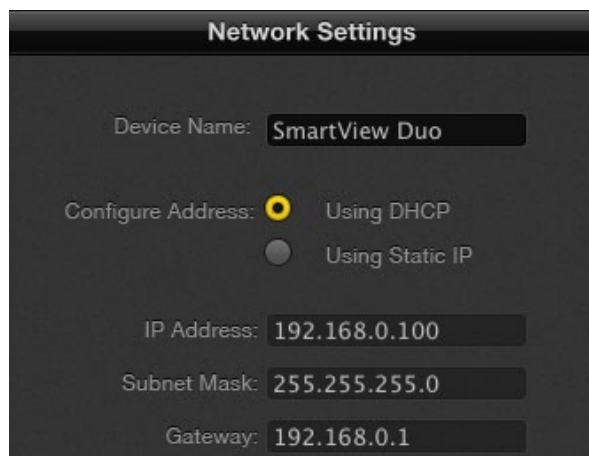 Network Settings
Device Name: SmartView Duo
Configure Address: Using DHCP
Using Static IP
IP Address: 192.168.0.100
Subnet Mask: 255.255.255.0
Gateway: 192.168.0.1